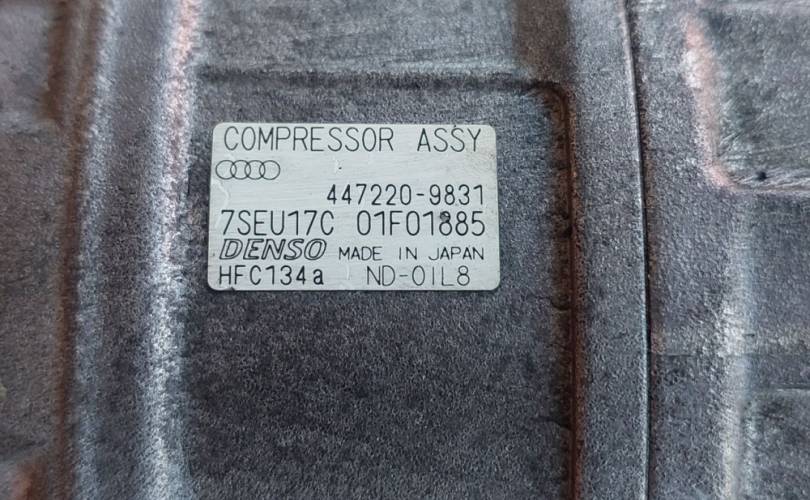 COMPRESSOR ASSY
447220-9831
7SEU17C 01F01885
DENSO MADE IN JAPAN
HFC134a ND-OIL8